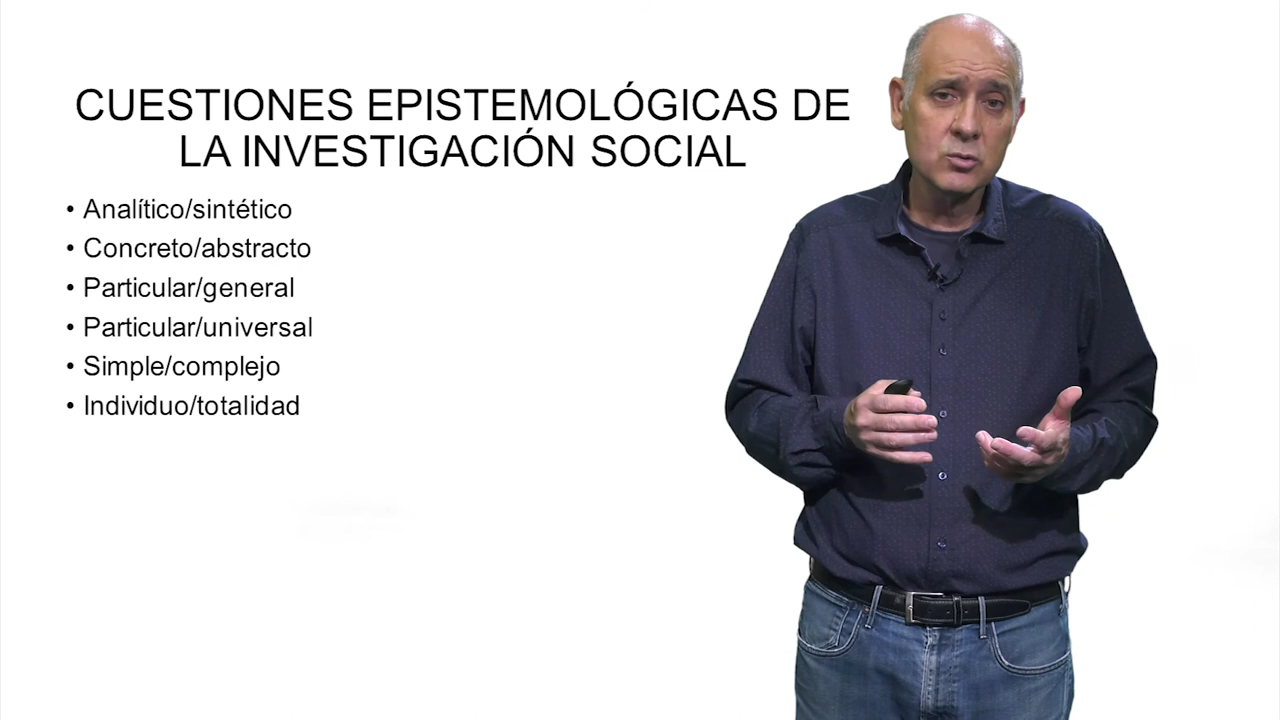 CUESTIONES EPISTEMOLÓGICAS DE
LA INVESTIGACIÓN SOCIAL
• Analítico/sintético
• Concreto/abstracto
• Particular/general
• Particular/universal
• Simple/complejo
• Individuo/totalidad